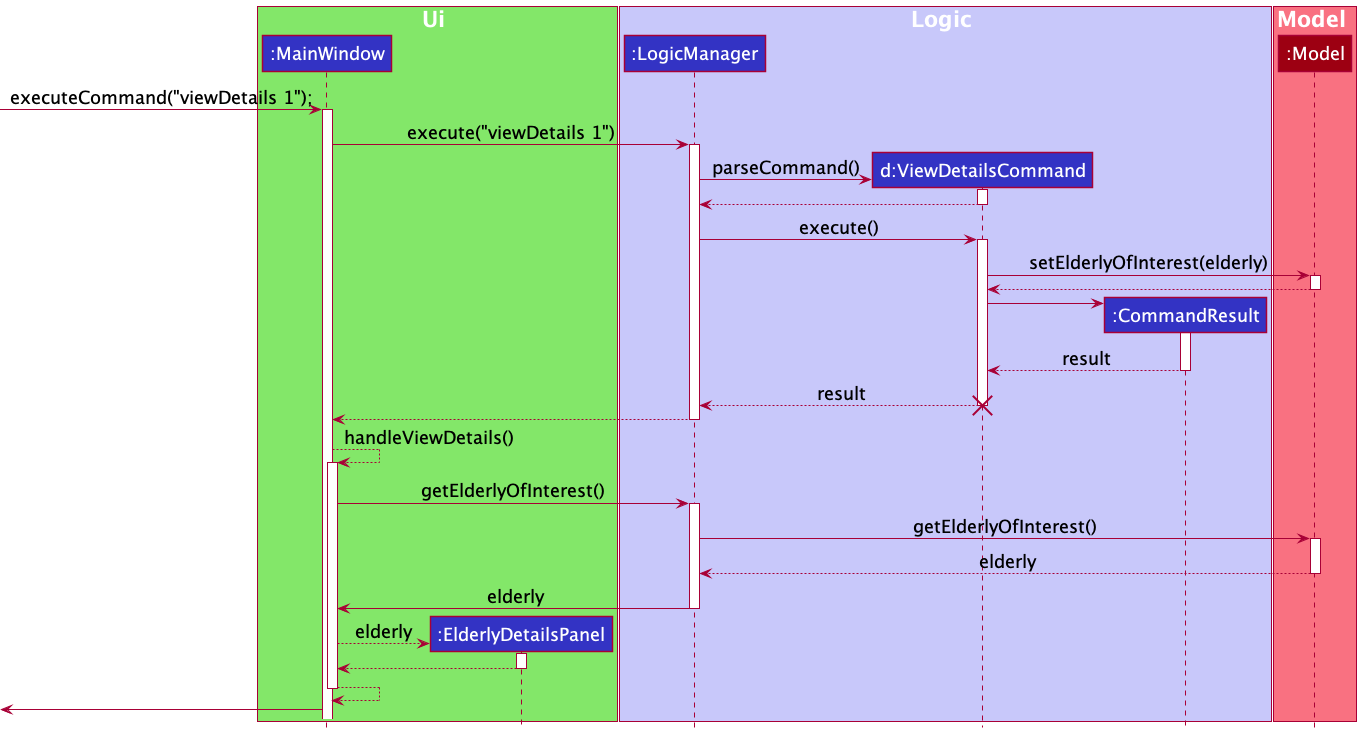 Ui
Logic
Model
:MainWindow
:LogicManager
:Model
executeCommand("viewDetails 1");
execute("viewDetails 1")
parseCommand()
d:ViewDetailsCommand
execute()
setElderlyOfInterest(elderly)
:CommandResult
result
result
handleViewDetails()
getElderlyOfInterest()
getElderlyOfInterest()
elderly
elderly
elderly
:ElderlyDetailsPanel